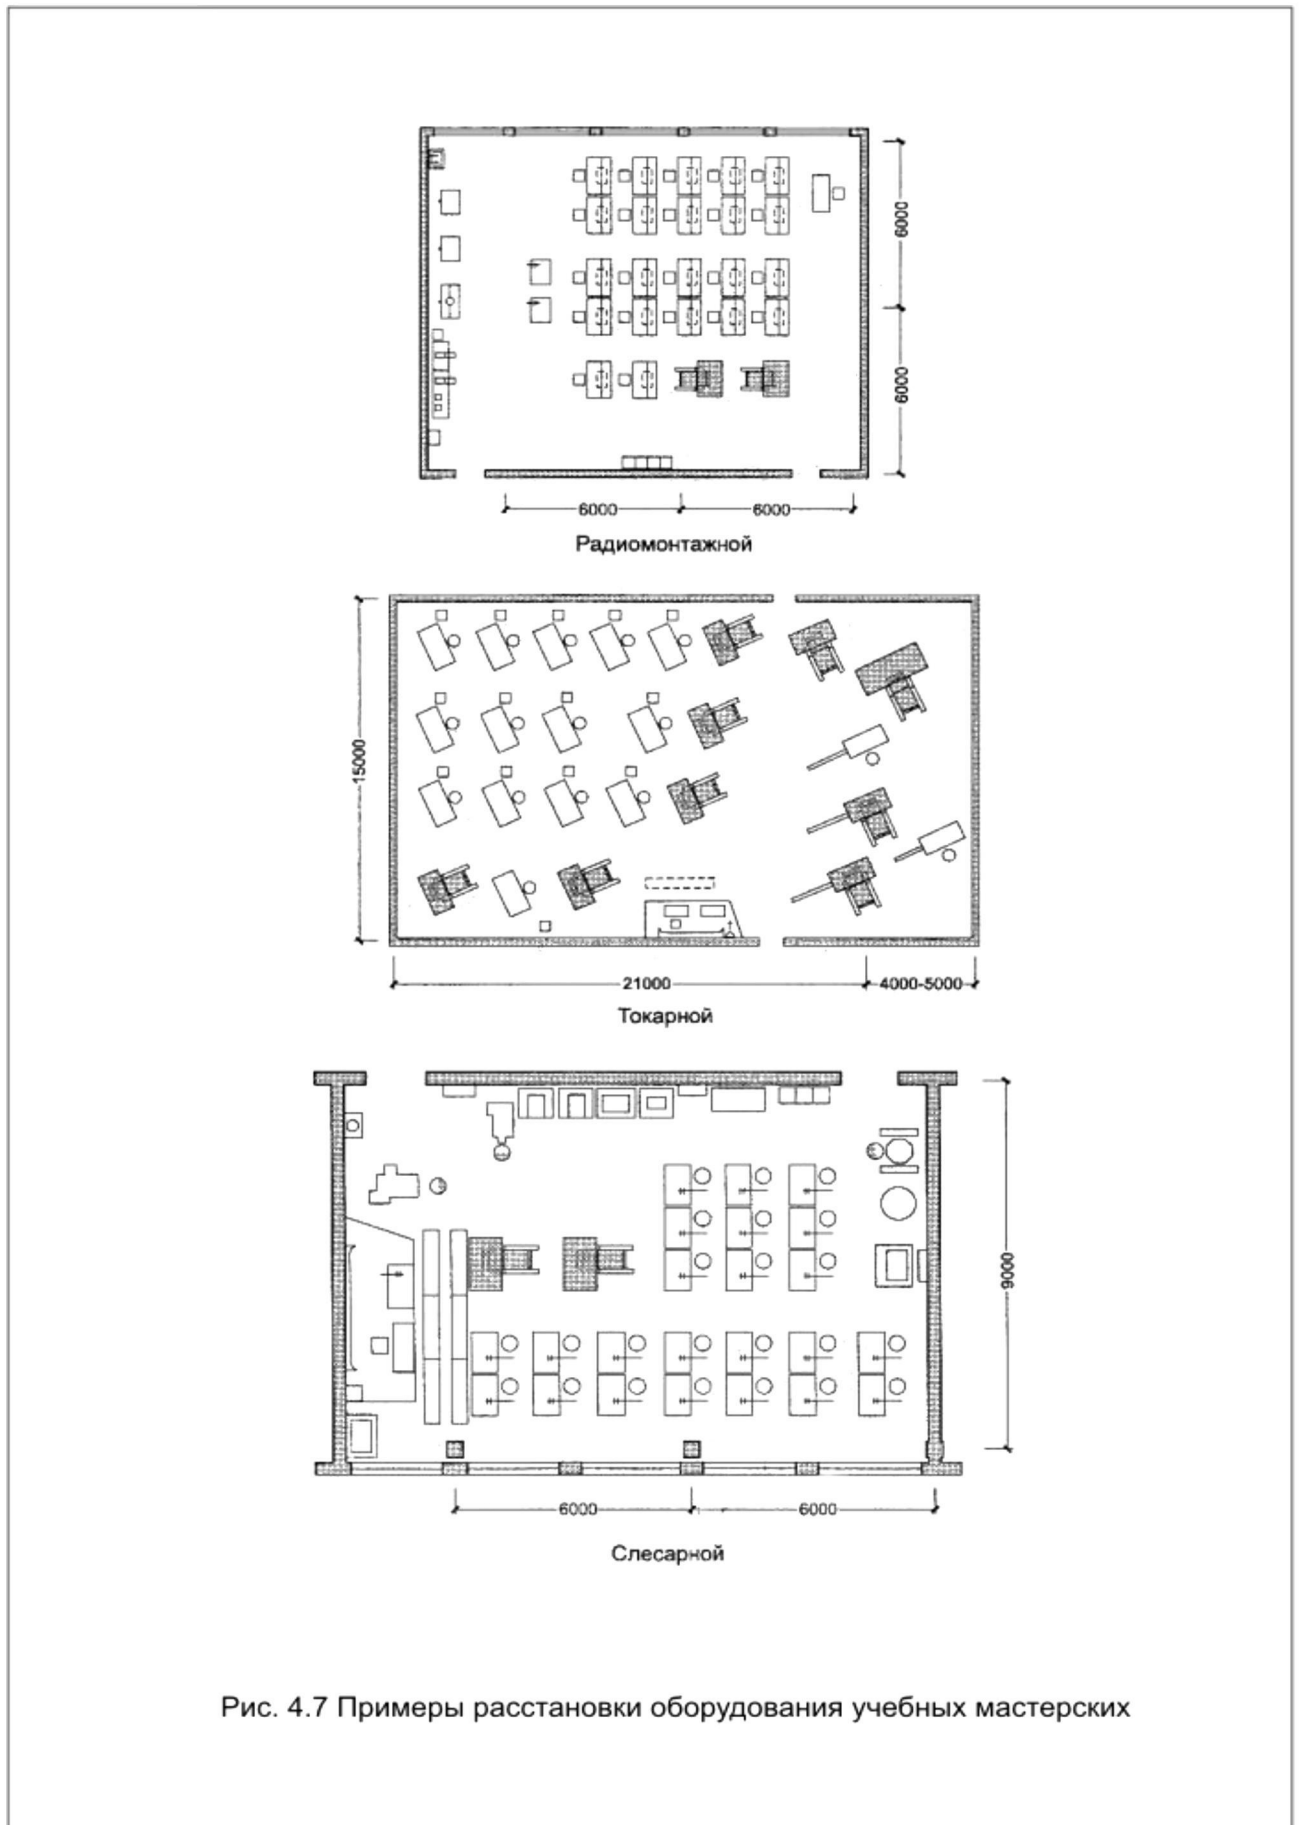 6000
6000
6000
6000
Радиомонтажной
15000
21000
4000-5000
Токарной
9000
6000
6000
Слесарной
Рис. 4.7 Примеры расстановки оборудования учебных мастерских